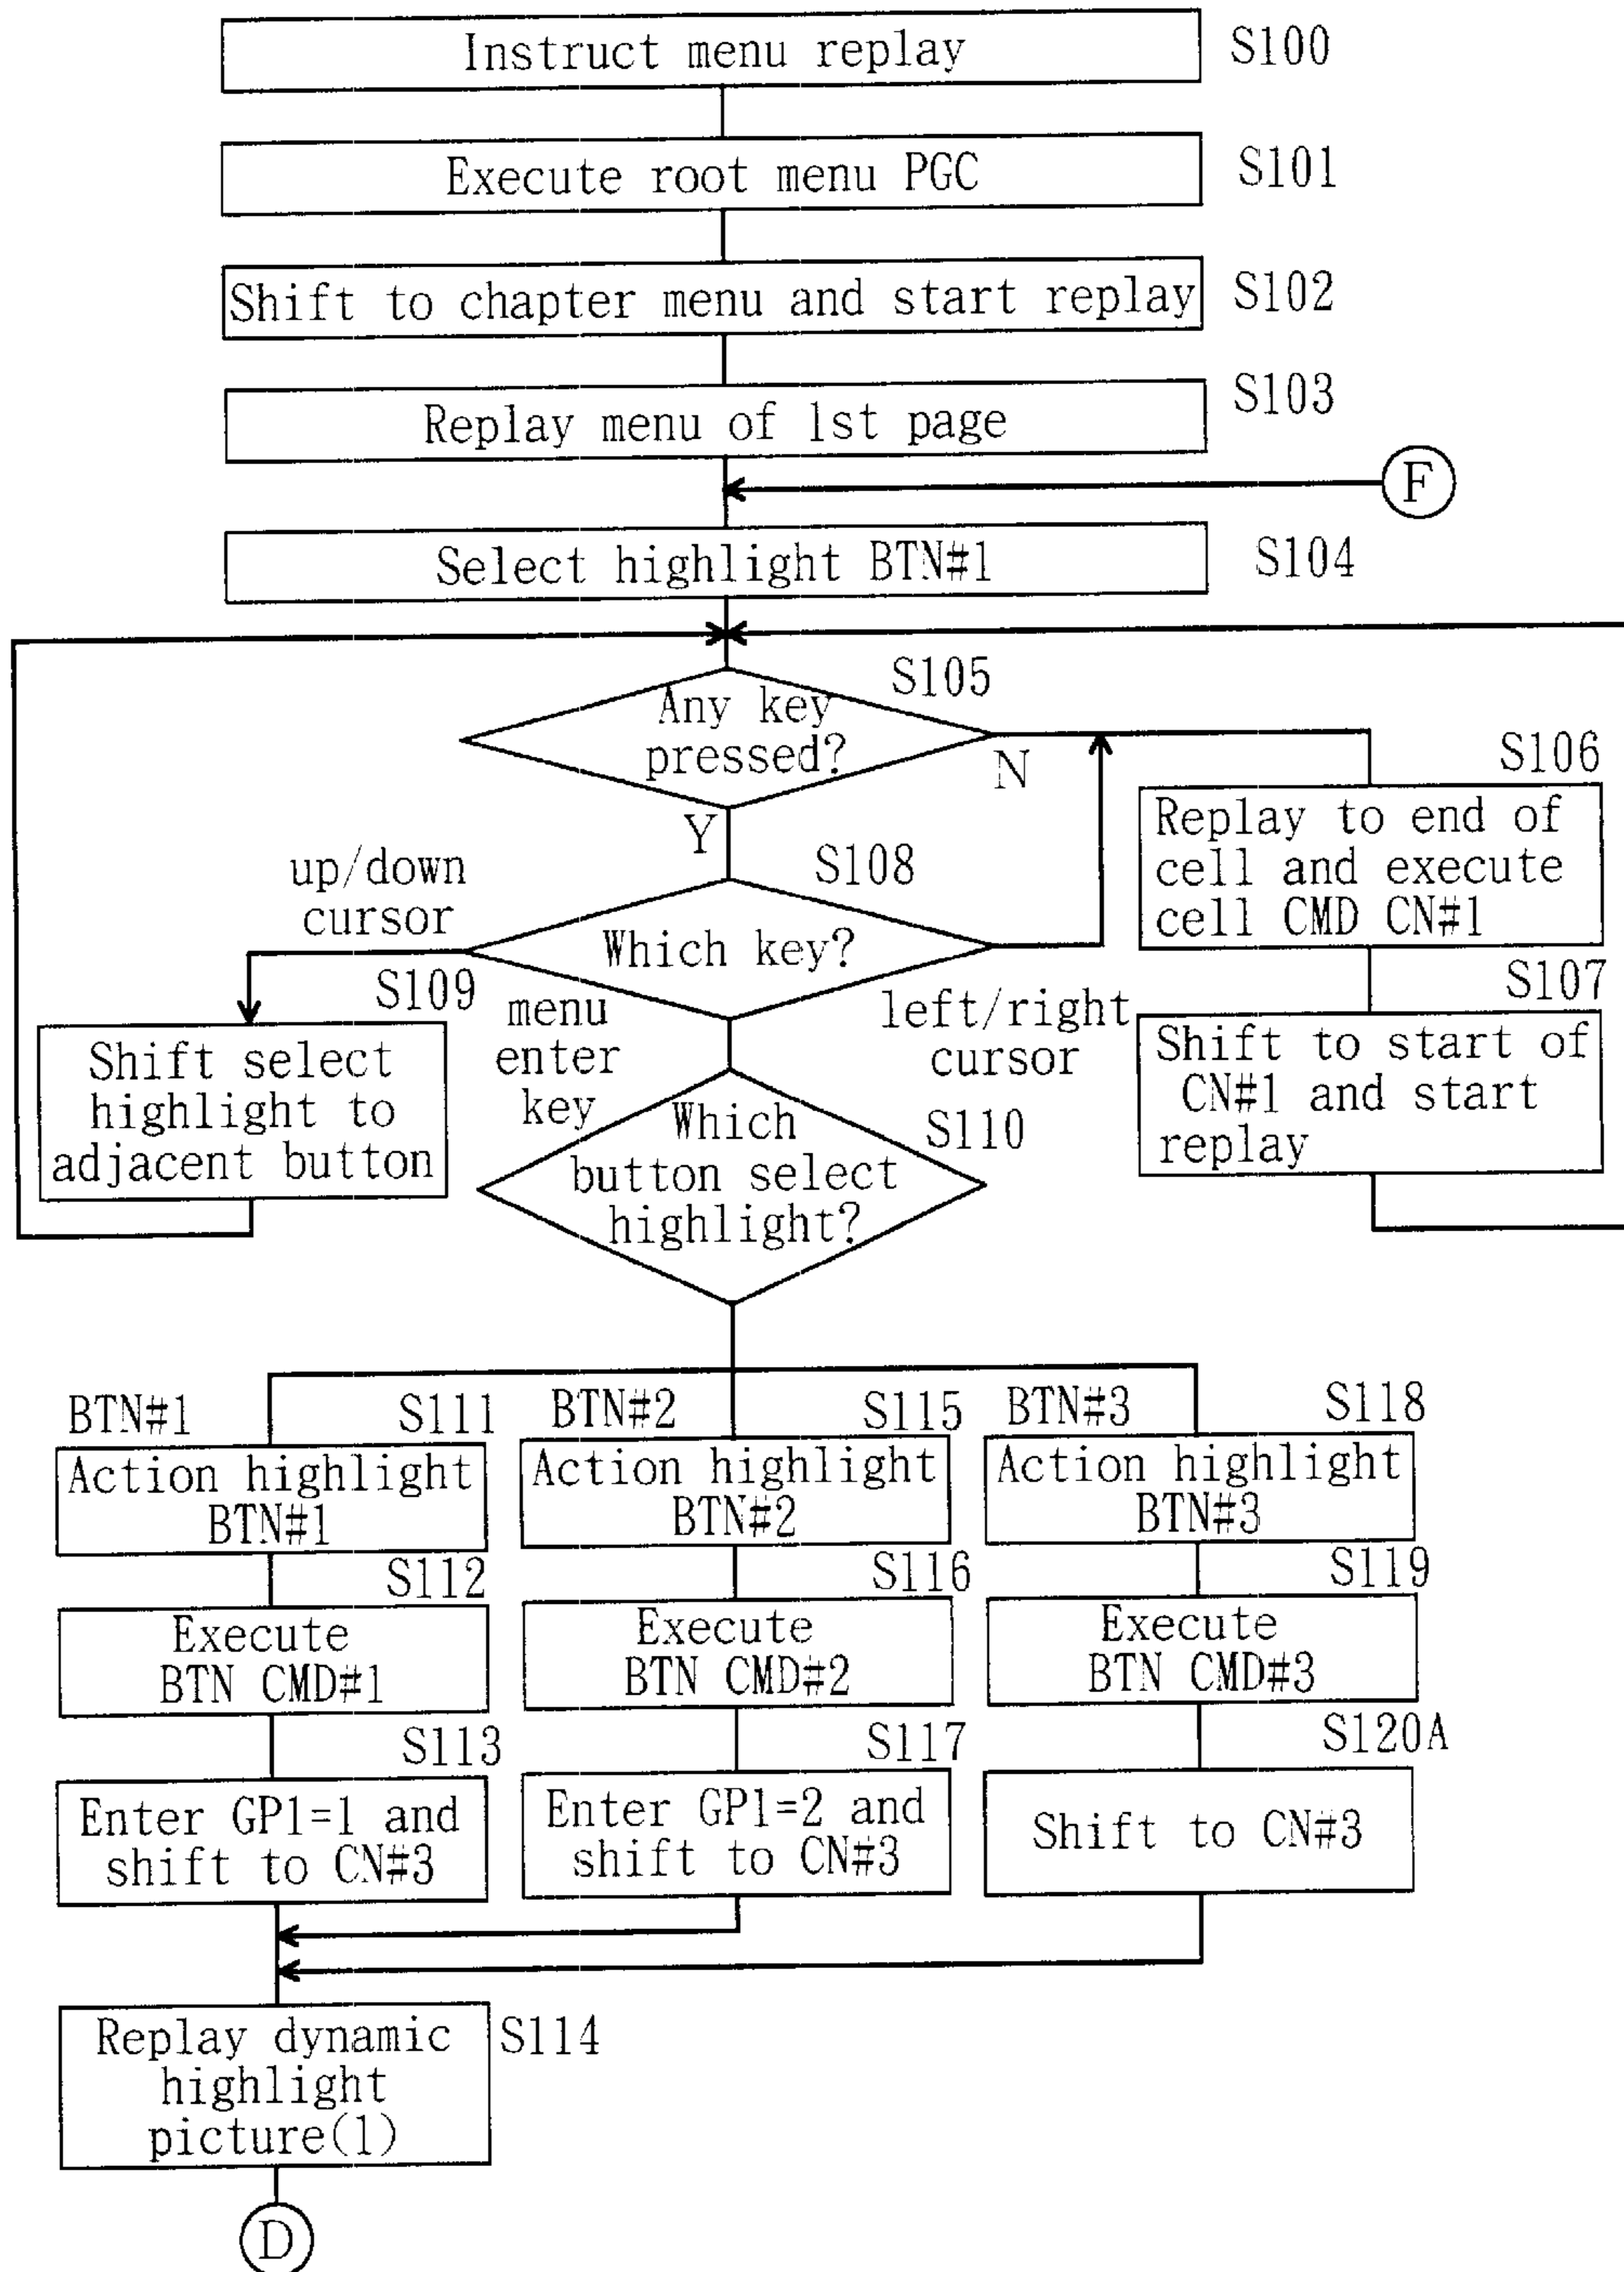 Instruct menu replay
S100
Execute root menu PGC
S101
Shift to chapter menu and start replay
S102
Replay menu of 1st page
S103
F
Select highlight BTN#1
S104
S105
Any key
pressed?
N
Y
S106
Replay to end of
cell and execute
cell CMD CN#1
up/down
cursor
S108
Which key?
S109
Shift select
highlight to
adjacent button
menu
enter
key
left/right
cursor
S107
Shift to start of
CN#1 and start
replay
S110
Which
button select
highlight?
BTN#1
S111
Action highlight
BTN#1
S112
Execute
BTN CMD#1
S113
Enter GP1=1 and
shift to CN#3
BTN#2
S115
Action highlight
BTN#2
S116
Execute
BTN CMD#2
S117
Enter GP1=2 and
shift to CN#3
BTN#3
S118
Action highlight
BTN#3
S119
Execute
BTN CMD#3
S120A
Shift to CN#3
Replay dynamic
highlight
picture(1)
S114
D